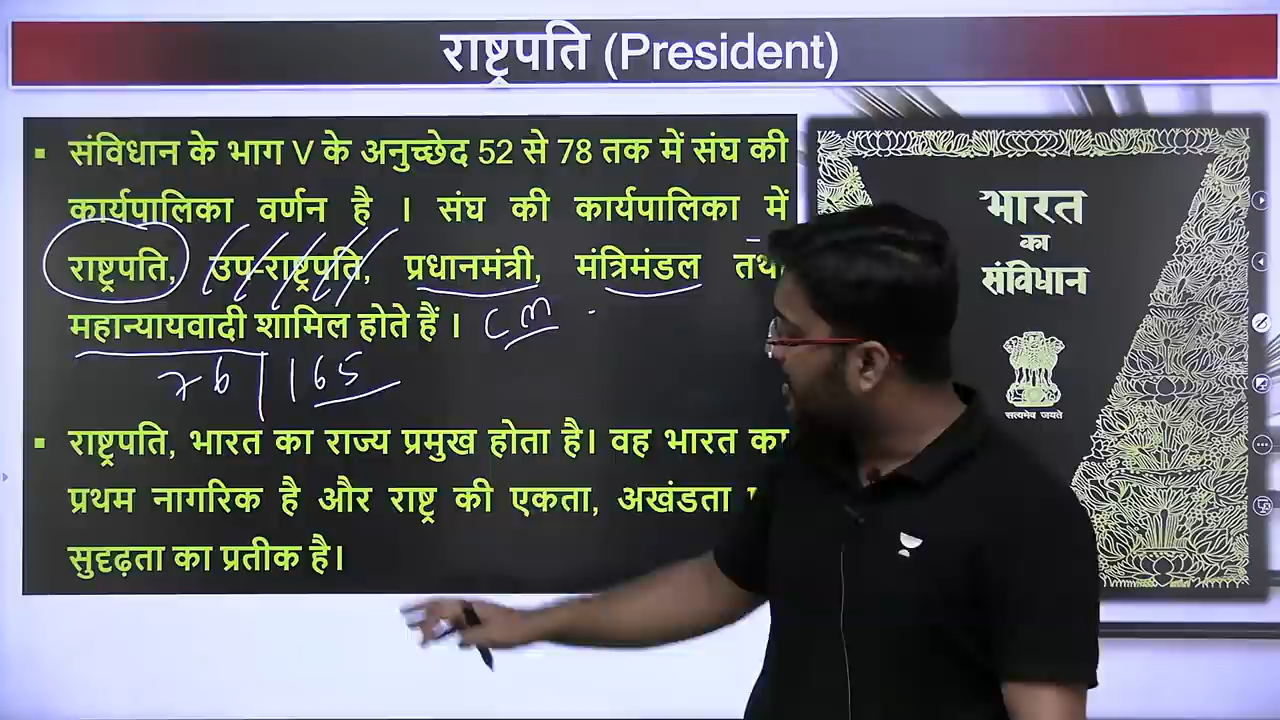 राष्ट्रपति (President)
▪ संविधान के भाग V के अनुच्छेद 52 से 78 तक में संघ की
कार्यपालिका वर्णन है । संघ की कार्यपालिका में
राष्ट्रपति, उप-राष्ट्रपति, प्रधानमंत्री, मंत्रिमंडल तथा
महान्यायवादी शामिल होते हैं । CM
76 | 165
▪ राष्ट्रपति, भारत का राज्य प्रमुख होता है। वह भारत का
प्रथम नागरिक है और राष्ट्र की एकता, अखंडता
सुदृढ़ता का प्रतीक है।
भारत
का
संविधान
सत्यमेव जयते